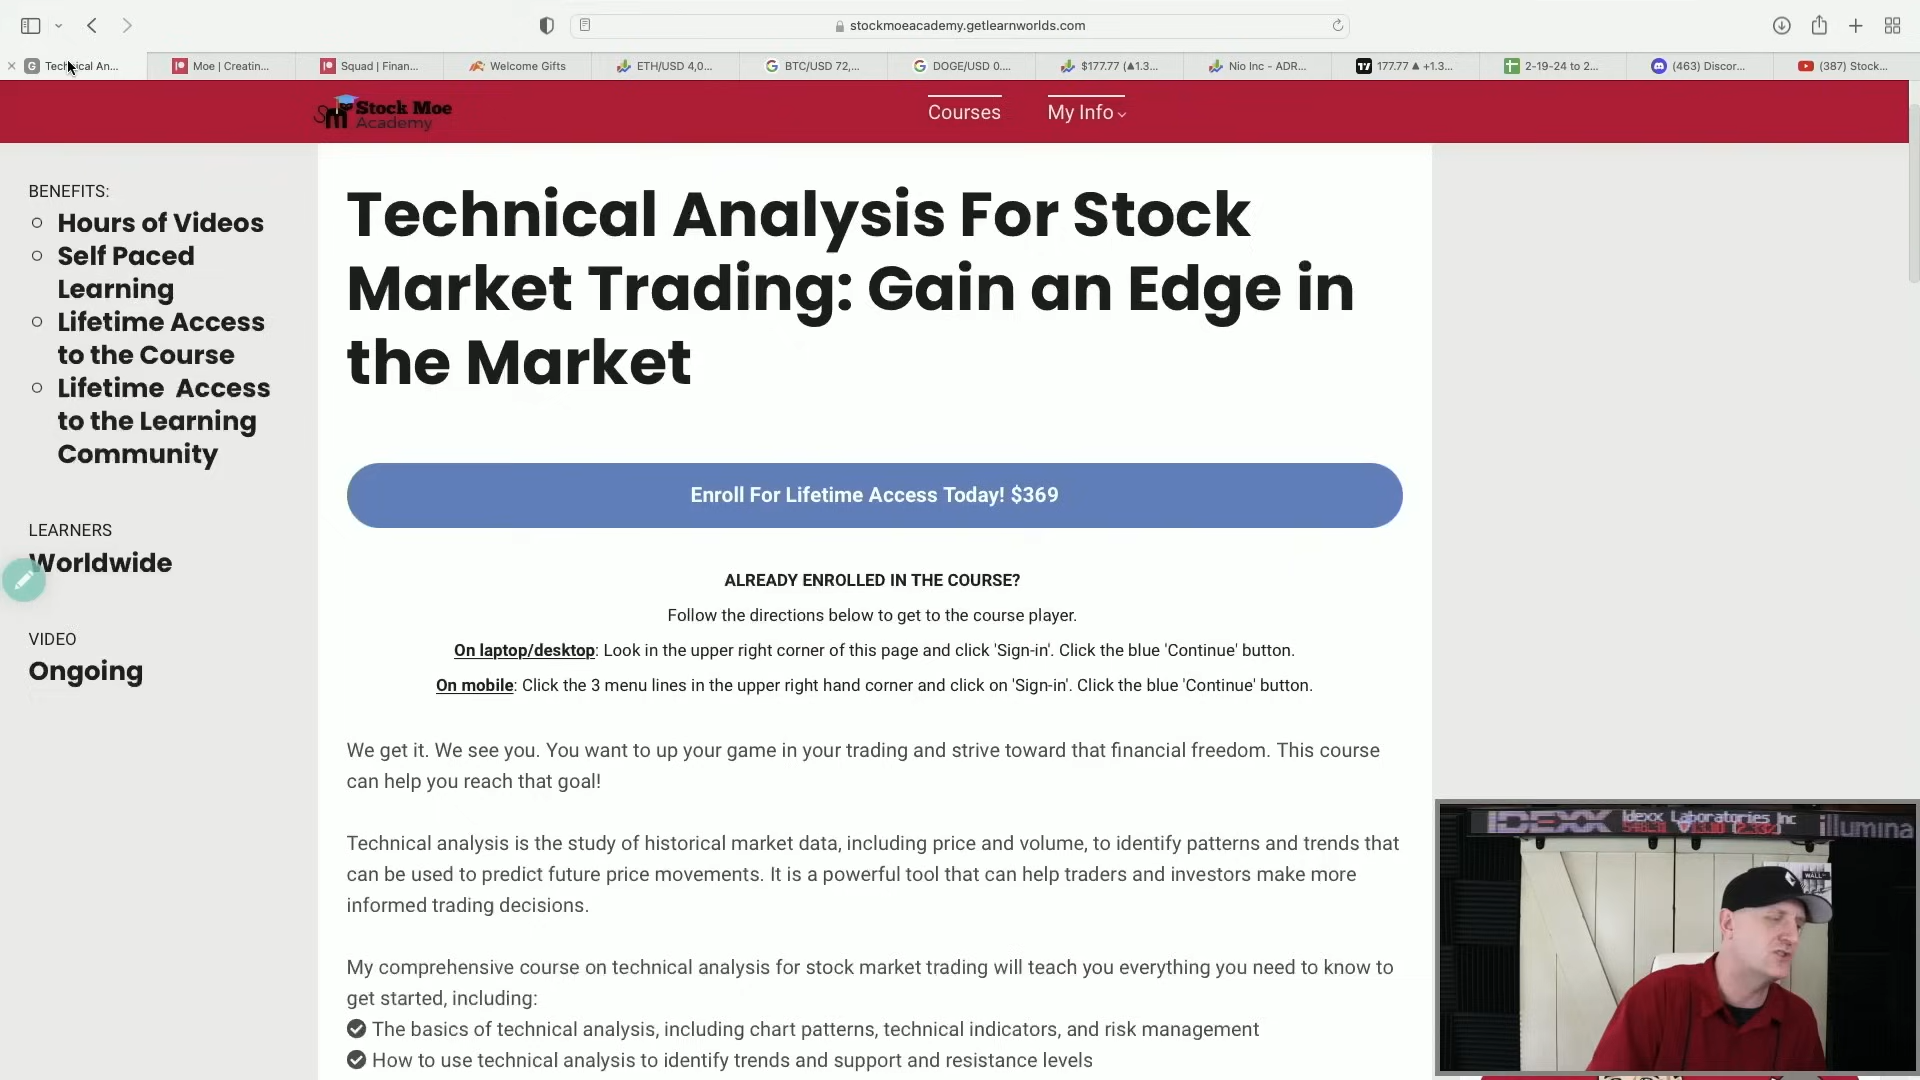 stockmoeacademy.getlearnworlds.com
Technical An...
Moe | Creatin...
Squad | Finan...
Welcome Gifts
ETH/USD 4,0...
BTC/USD 72,...
DOGE/USD 0....
$177.77 (▲1.3...
Nio Inc - ADR...
177.77 ▲ +1.3...
2-19-24 to 2...
(463) Discor...
(387) Stock...
Stock Moe
Academy
Courses
My Info
BENEFITS:
Hours of Videos
Self Paced
Learning
Lifetime Access
to the Course
Lifetime Access
to the Learning
Community
LEARNERS
Worldwide
VIDEO
Ongoing
Technical Analysis For Stock
Market Trading: Gain an Edge in
the Market
Enroll For Lifetime Access Today! $369
ALREADY ENROLLED IN THE COURSE?
Follow the directions below to get to the course player.
On laptop/desktop: Look in the upper right corner of this page and click 'Sign-in'. Click the blue 'Continue' button.
On mobile: Click the 3 menu lines in the upper right hand corner and click on 'Sign-in'. Click the blue 'Continue' button.
We get it. We see you. You want to up your game in your trading and strive toward that financial freedom. This course
can help you reach that goal!
Technical analysis is the study of historical market data, including price and volume, to identify patterns and trends that
can be used to predict future price movements. It is a powerful tool that can help traders and investors make more
informed trading decisions.
My comprehensive course on technical analysis for stock market trading will teach you everything you need to know to
get started, including:
The basics of technical analysis, including chart patterns, technical indicators, and risk management
How to use technical analysis to identify trends and support and resistance levels
IDEXX
Idexx Laboratories Inc
illumina
WALL